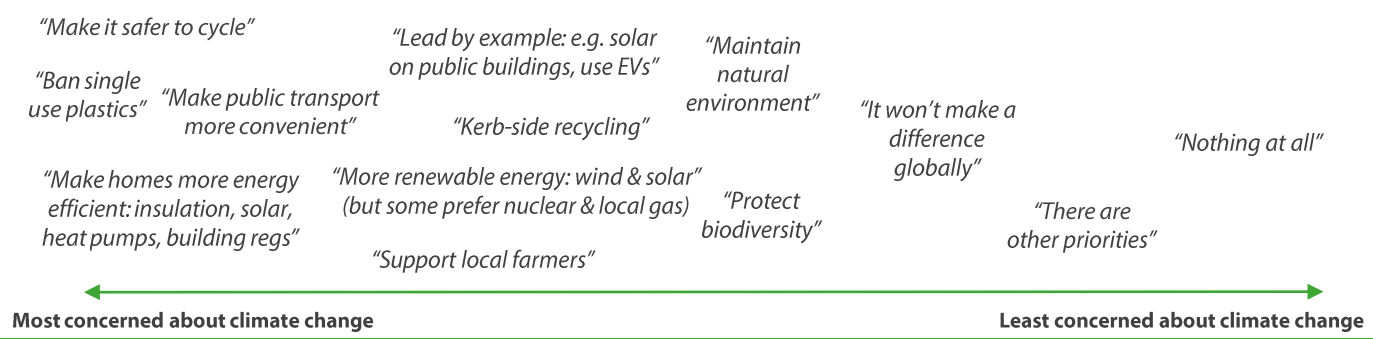 “Make it safer to cycle”
“Ban single
use plastics”
“Make public transport
more convenient”
“Make homes more energy
efficient: insulation, solar,
heat pumps, building regs”
“Lead by example: e.g. solar
on public buildings, use EVs”
“Kerb-side recycling”
“More renewable energy: wind & solar”
(but some prefer nuclear & local gas)
“Support local farmers”
“Maintain
natural
environment”
“Protect
biodiversity”
“It won’t make a
difference
globally”
“There are
other priorities”
“Nothing at all”
Most concerned about climate change
Least concerned about climate change